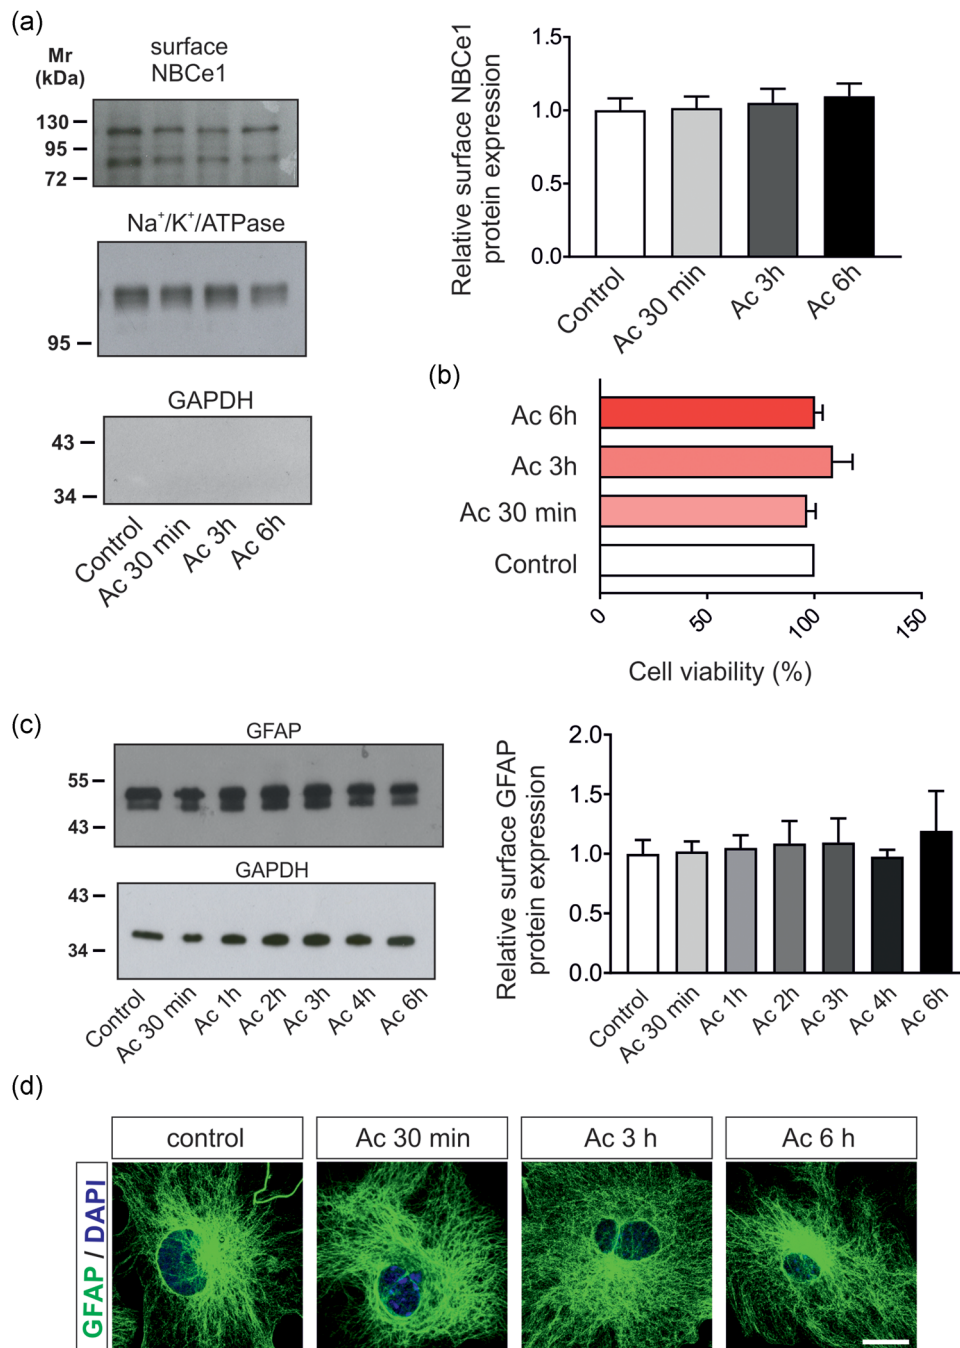 (a)
Mr
(kDa)
surface
NBCe1
130
95
72
Na⁺/K⁺/ATPase
95
GAPDH
43
34
Control
Ac 30 min
Ac 3h
Ac 6h
Relative surface NBCe1
protein expression
1.5
1.0
0.5
0.0
Control
Ac 30 min
Ac 3h
Ac 6h
(b)
Ac 6h
Ac 3h
Ac 30 min
Control
0
50
100
150
Cell viability (%)
(c)
GFAP
55
43
GAPDH
43
34
Control
Ac 30 min
Ac 1h
Ac 2h
Ac 3h
Ac 4h
Ac 6h
Relative surface GFAP
protein expression
2.0
1.5
1.0
0.5
0.0
Control
Ac 30 min
Ac 1h
Ac 2h
Ac 3h
Ac 4h
Ac 6h
(d)
control
Ac 30 min
Ac 3 h
Ac 6 h
GFAP / DAPI